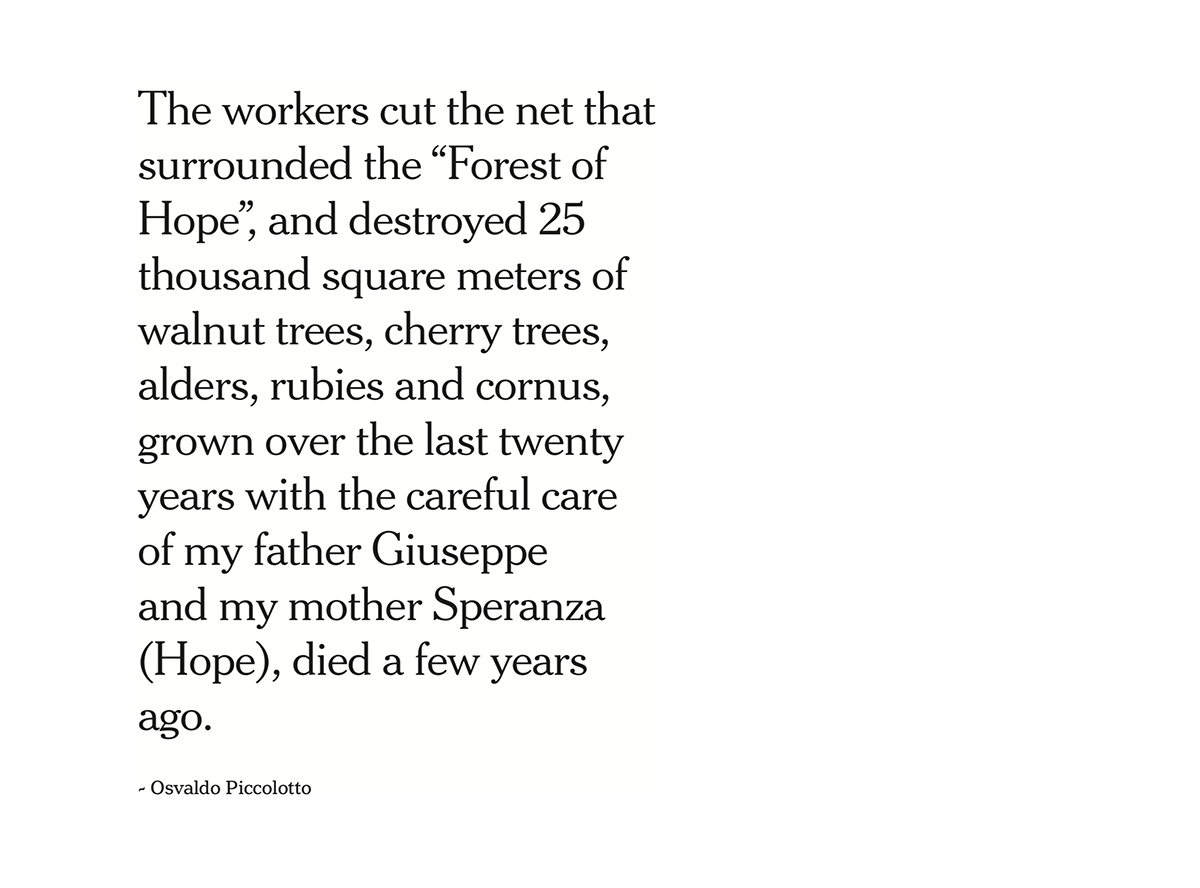 The workers cut the net that
surrounded the “Forest of
Hope”, and destroyed 25
thousand square meters of
walnut trees, cherry trees,
alders, rubies and cornus,
grown over the last twenty
years with the careful care
of my father Giuseppe
and my mother Speranza
(Hope), died a few years
ago.
~ Osvaldo Piccolotto